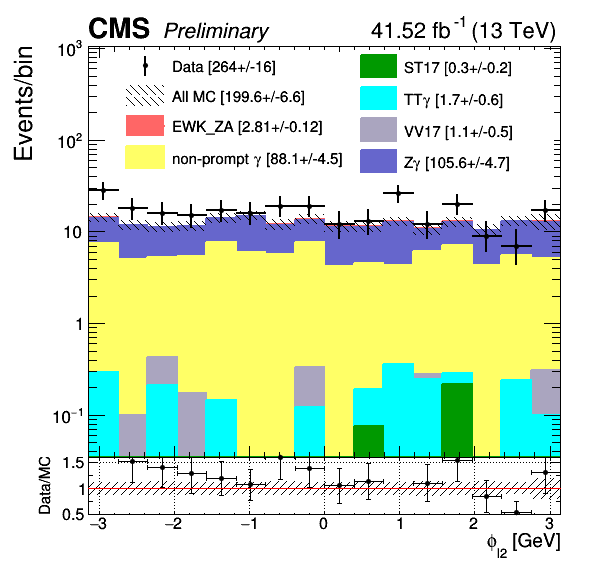 CMS Preliminary 41.52 fb⁻¹ (13 TeV)
Events/bin
10³
10²
10
1
10⁻¹
Data [264+/-16]
All MC [199.6+/-6.6]
EWK_ZA [2.81+/-0.12]
non-prompt γ [88.1+/-4.5]
ST17 [0.3+/-0.2]
TTγ [1.7+/-0.6]
VV17 [1.1+/-0.5]
Zγ [105.6+/-4.7]
Data/MC
1.5
1
0.5
−3 −2 −1 0 1 2 3
ϕl2 [GeV]